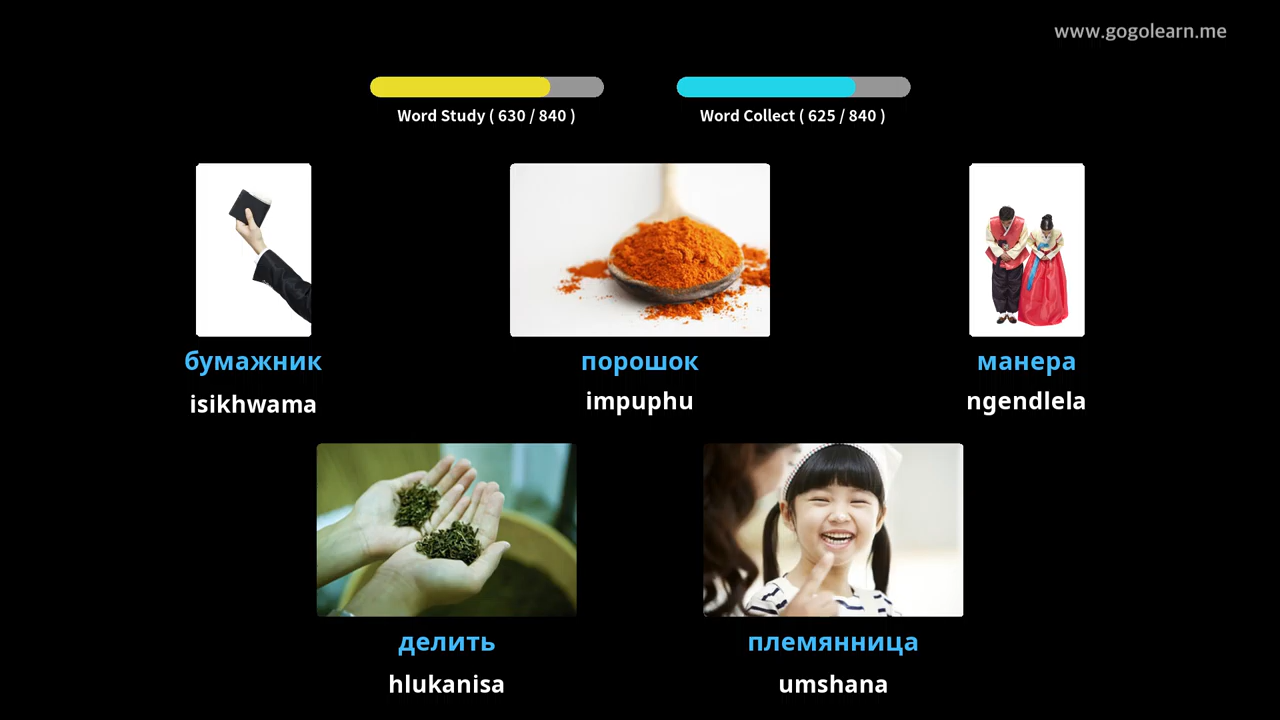 www.gogolearn.me
Word Study ( 630 / 840 )
Word Collect ( 625 / 840 )
бумажник
isikhwama
порошок
impuphu
манера
ngendlela
делить
hlukanisa
племянница
umshana